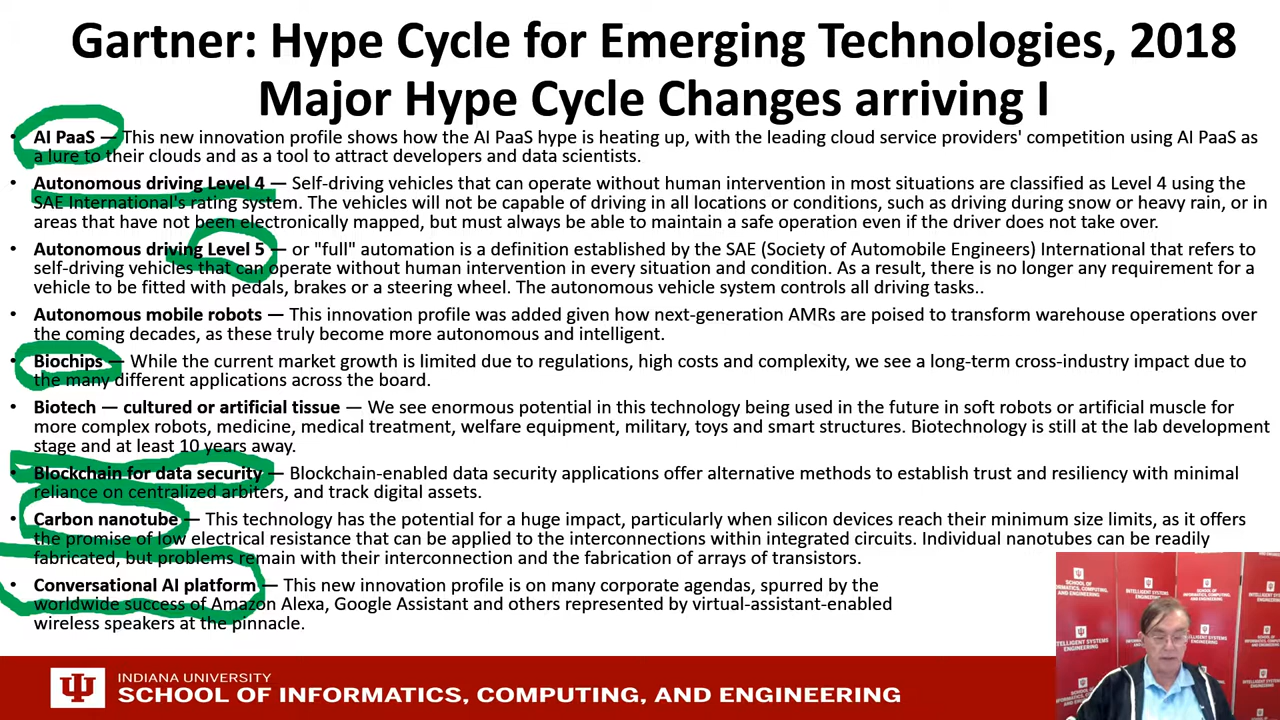 Gartner: Hype Cycle for Emerging Technologies, 2018
Major Hype Cycle Changes arriving I
• AI PaaS — This new innovation profile shows how the AI PaaS hype is heating up, with the leading cloud service providers' competition using AI PaaS as
a lure to their clouds and as a tool to attract developers and data scientists.
• Autonomous driving Level 4 — Self-driving vehicles that can operate without human intervention in most situations are classified as Level 4 using the
SAE International's rating system. The vehicles will not be capable of driving in all locations or conditions, such as driving during snow or heavy rain, or in
areas that have not been electronically mapped, but must always be able to maintain a safe operation even if the driver does not take over.
• Autonomous driving Level 5 — or "full" automation is a definition established by the SAE (Society of Automobile Engineers) International that refers to
self-driving vehicles that can operate without human intervention in every situation and condition. As a result, there is no longer any requirement for a
vehicle to be fitted with pedals, brakes or a steering wheel. The autonomous vehicle system controls all driving tasks..
• Autonomous mobile robots — This innovation profile was added given how next-generation AMRs are poised to transform warehouse operations over
the coming decades, as these truly become more autonomous and intelligent.
• Biochips — While the current market growth is limited due to regulations, high costs and complexity, we see a long-term cross-industry impact due to
the many different applications across the board.
• Biotech — cultured or artificial tissue — We see enormous potential in this technology being used in the future in soft robots or artificial muscle for
more complex robots, medicine, medical treatment, welfare equipment, military, toys and smart structures. Biotechnology is still at the lab development
stage and at least 10 years away.
• Blockchain for data security — Blockchain-enabled data security applications offer alternative methods to establish trust and resiliency with minimal
reliance on centralized arbiters, and track digital assets.
• Carbon nanotube — This technology has the potential for a huge impact, particularly when silicon devices reach their minimum size limits, as it offers
the promise of low electrical resistance that can be applied to the interconnections within integrated circuits. Individual nanotubes can be readily
fabricated, but problems remain with their interconnection and the fabrication of arrays of transistors.
• Conversational AI platform — This new innovation profile is on many corporate agendas, spurred by the
worldwide success of Amazon Alexa, Google Assistant and others represented by virtual-assistant-enabled
wireless speakers at the pinnacle.
INDIANA UNIVERSITY
SCHOOL OF INFORMATICS, COMPUTING, AND ENGINEERING